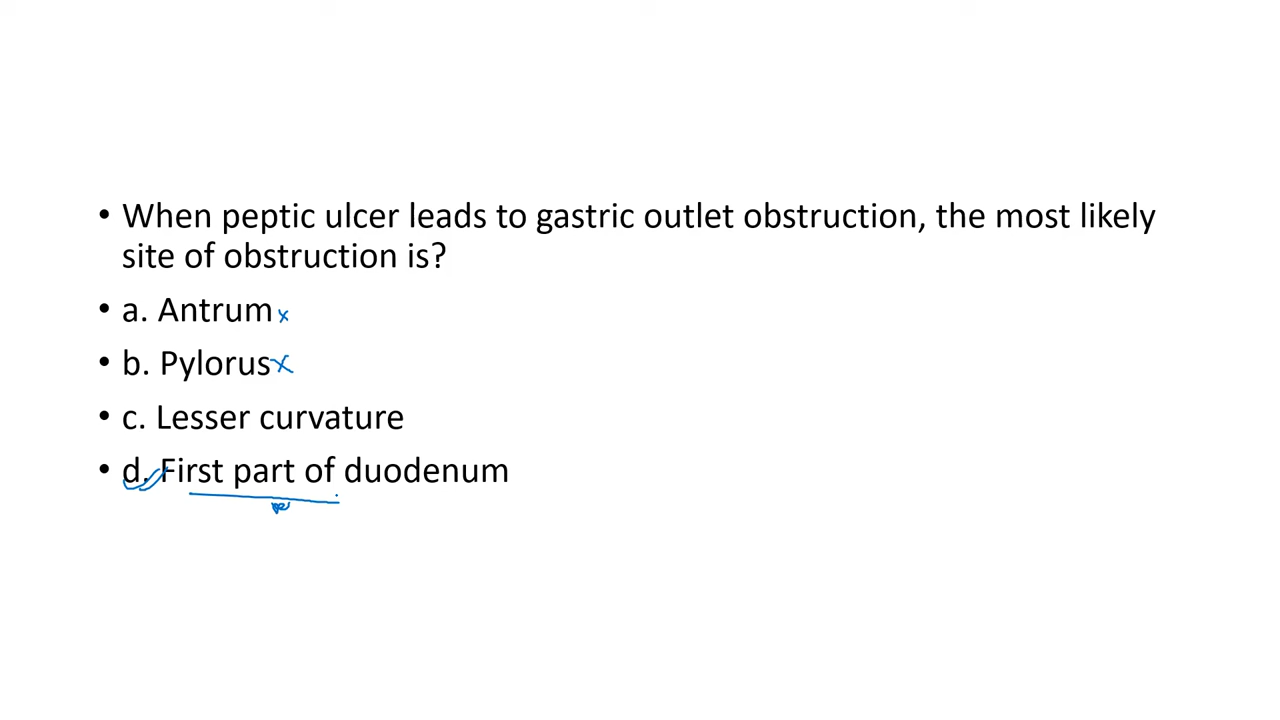 • When peptic ulcer leads to gastric outlet obstruction, the most likely
site of obstruction is?
• a. Antrum
• b. Pylorus
• c. Lesser curvature
• d. First part of duodenum